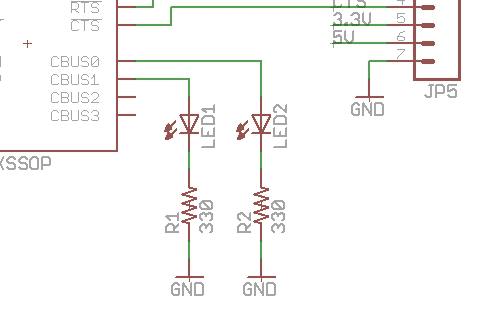 RTS
CTS
CBUS0
CBUS1
CBUS2
CBUS3
XSSOP
LED1
LED2
R1
330
R2
330
GND
GND
CTS
3.3V
5V
4
5
6
7
JP5
GND